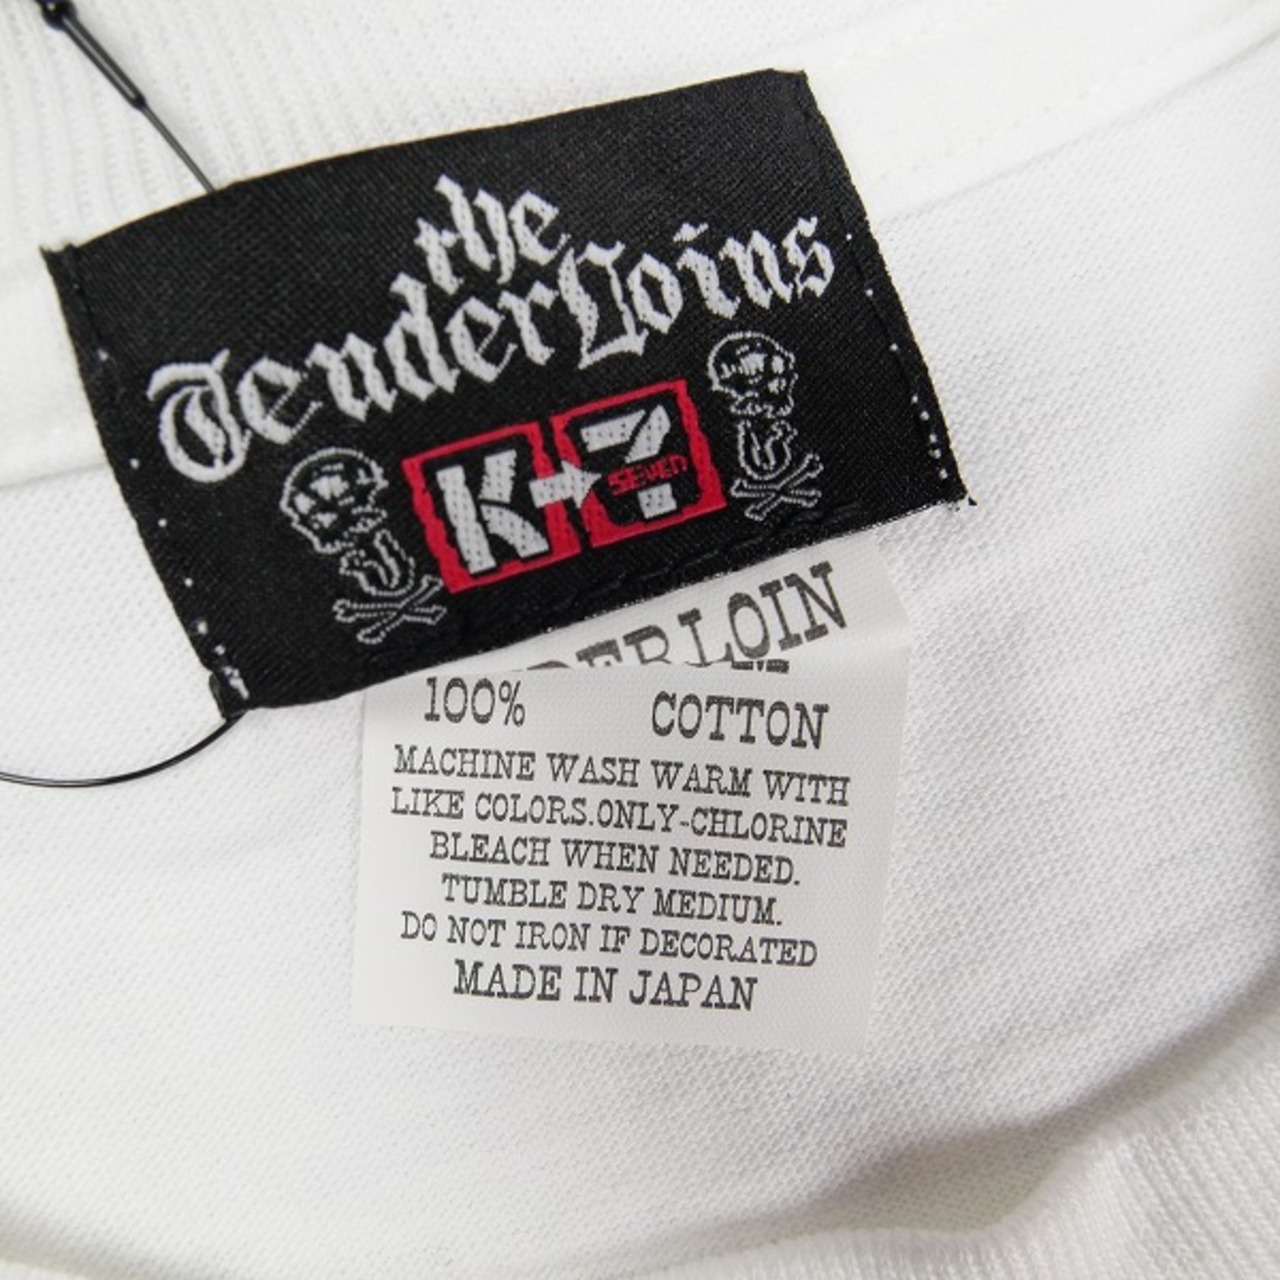 the
TenderLoins
K 7
SEVEN
DERLOIN
100% COTTON
MACHINE WASH WARM WITH
LIKE COLORS.ONLY-CHLORINE
BLEACH WHEN NEEDED.
TUMBLE DRY MEDIUM.
DO NOT IRON IF DECORATED
MADE IN JAPAN